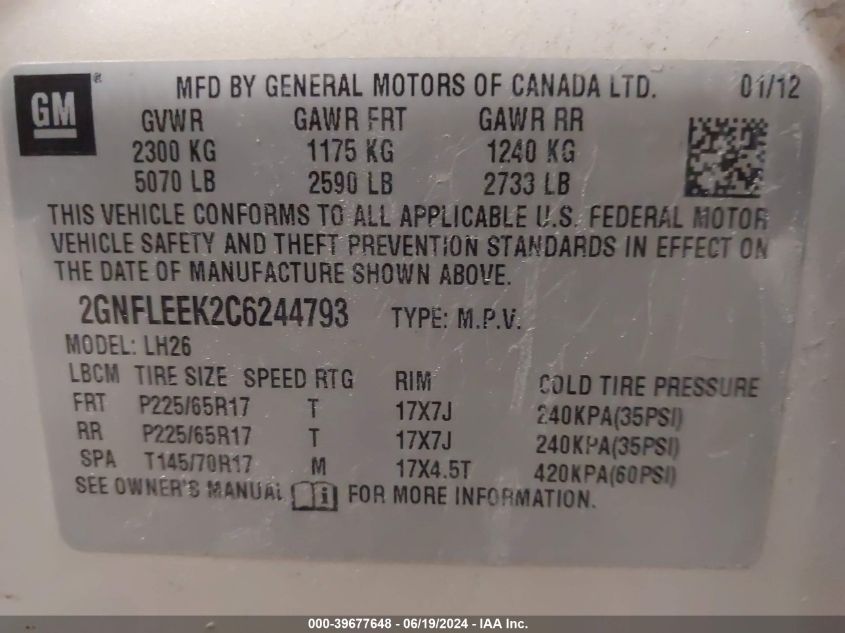 GM ® MFD BY GENERAL MOTORS OF CANADA LTD. 01/12
GVWR GAWR FRT GAWR RR
2300 KG 1175 KG 1240 KG
5070 LB 2590 LB 2733 LB
THIS VEHICLE CONFORMS TO ALL APPLICABLE U.S. FEDERAL MOTOR
VEHICLE SAFETY AND THEFT PREVENTION STANDARDS IN EFFECT ON
THE DATE OF MANUFACTURE SHOWN ABOVE.
2GNFLEEK2C6244793 TYPE: M.P.V.
MODEL: LH26
LBCM TIRE SIZE SPEED RTG RIM COLD TIRE PRESSURE
FRT P225/65R17 T 17X7J 240KPA(35PSI)
RR P225/65R17 T 17X7J 240KPA(35PSI)
SPA T145/70R17 M 17X4.5T 420KPA(60PSI)
SEE OWNER'S MANUAL i FOR MORE INFORMATION.
000-39677648 - 06/19/2024 - IAA Inc.